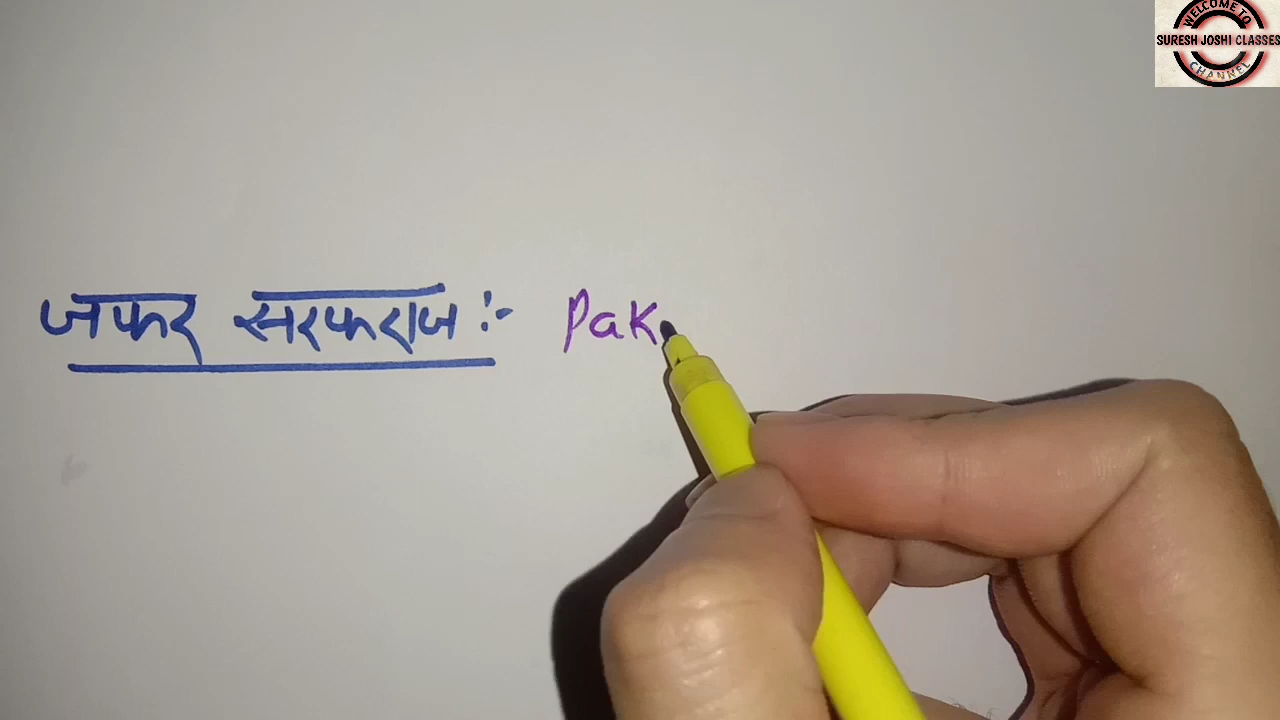 WELCOME TO
SURESH JOSHI CLASSES
CHANNEL
जफर सरफराज :- Pak